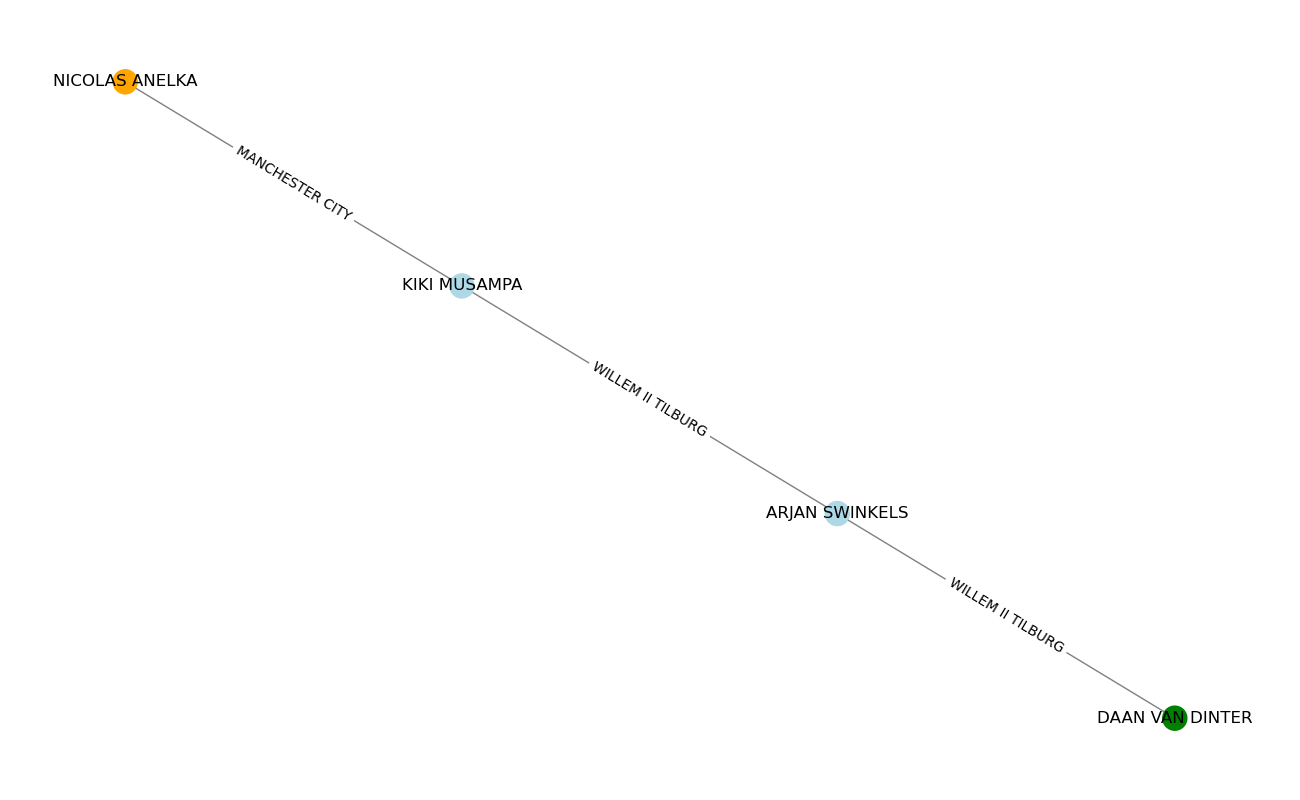 NICOLAS ANELKA
MANCHESTER CITY
KIKI MUSAMPA
WILLEM II TILBURG
ARJAN SWINKELS
WILLEM II TILBURG
DAAN VAN DINTER